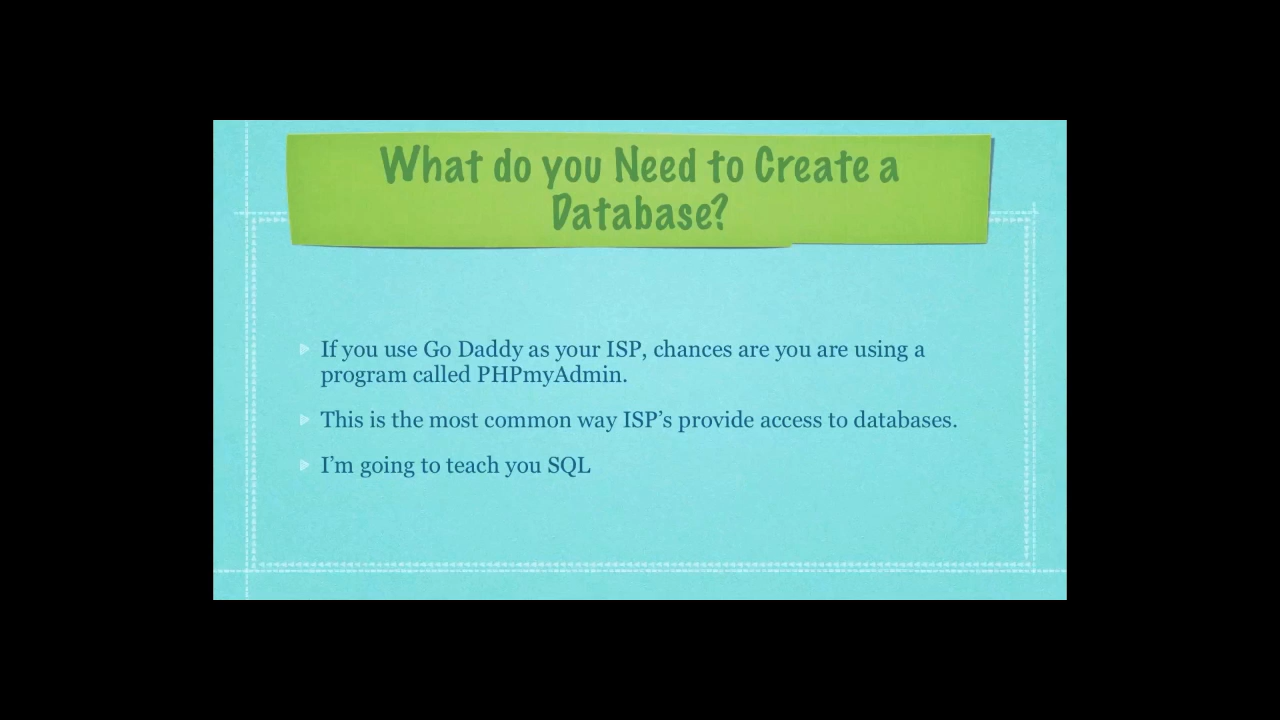 What do you Need to Create a
Database?
If you use Go Daddy as your ISP, chances are you are using a
program called PHPmyAdmin.
This is the most common way ISP’s provide access to databases.
I’m going to teach you SQL